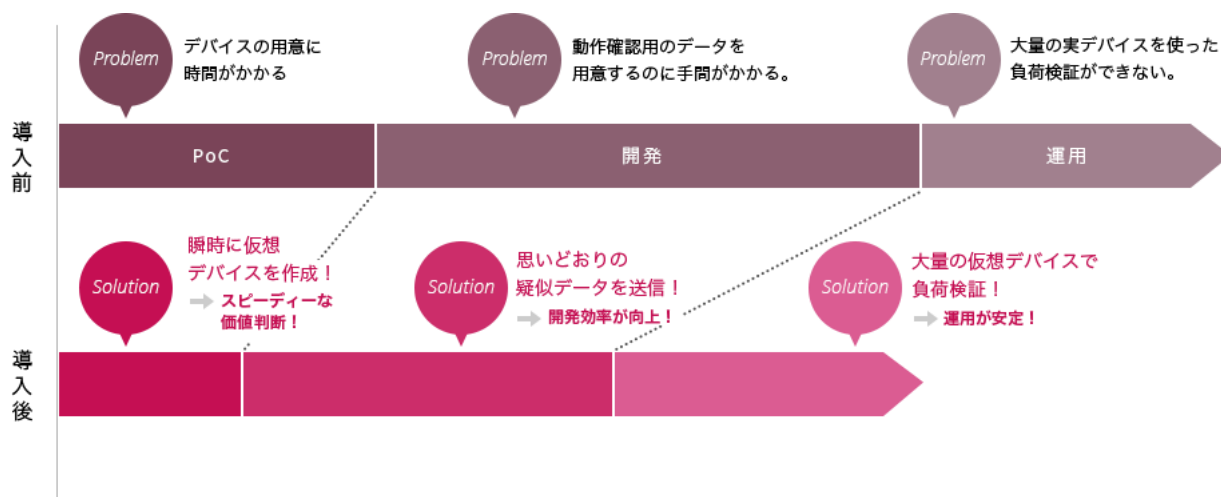 Problem
デバイスの用意に
時間がかかる
Problem
動作確認用のデータを
用意するのに手間がかかる。
Problem
大量の実デバイスを使った
負荷検証ができない。
導入前
PoC
開発
運用
Solution
瞬時に仮想
デバイスを作成！
スピーディーな
価値判断！
Solution
思いどおりの
疑似データを送信！
開発効率が向上！
Solution
大量の仮想デバイスで
負荷検証！
運用が安定！
導入後